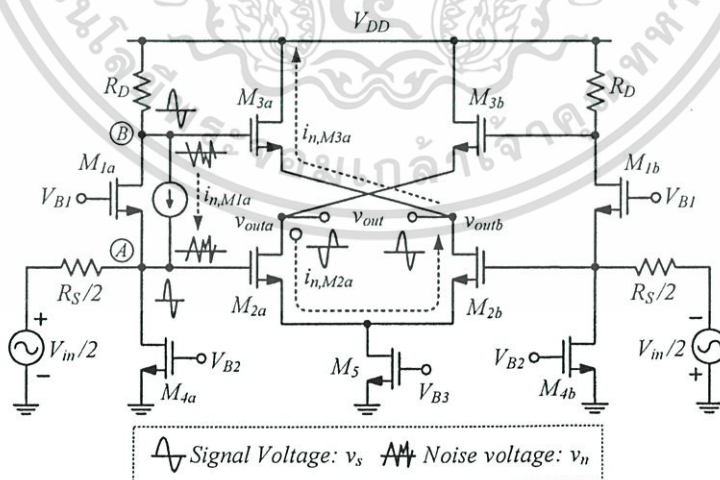 V_DD
R_D
M_3a
M_3b
R_D
B
i_n,M3a
M_1a
M_1b
V_B1
i_n,M1a
V_B1
v_outa
v_out
v_outb
A
R_S/2
M_2a
i_n,M2a
M_2b
R_S/2
+
-
V_in/2
V_in/2
-
+
V_B2
M_5
V_B2
M_4a
V_B3
M_4b
Signal Voltage: v_s
Noise voltage: v_n